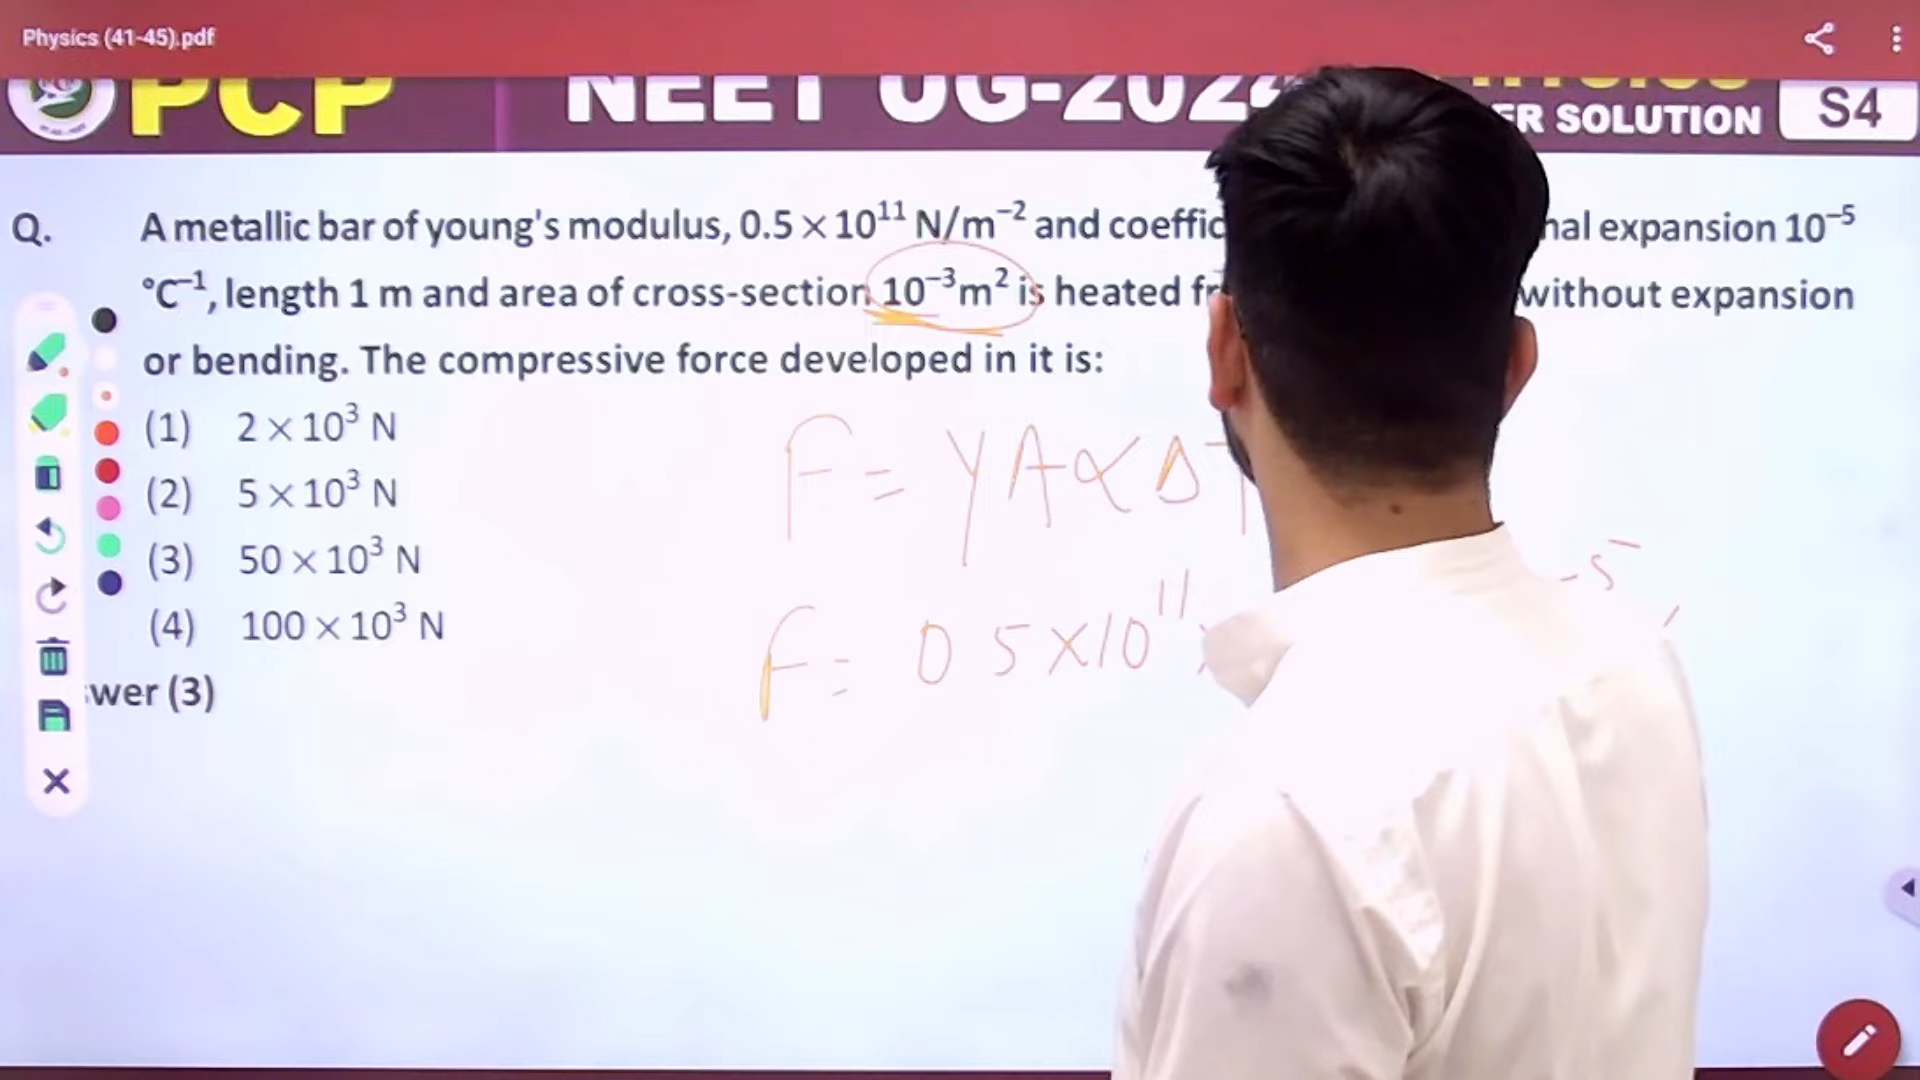 Physics (41-45).pdf
PCP NEET UG-202
ER SOLUTION S4
Q. A metallic bar of young's modulus, 0.5 × 10¹¹ N/m⁻² and coeffic nal expansion 10⁻⁵
°C⁻¹, length 1 m and area of cross-section 10⁻³m² is heated fr without expansion
or bending. The compressive force developed in it is:
(1) 2 × 10³ N
(2) 5 × 10³ N
(3) 50 × 10³ N
(4) 100 × 10³ N
wer (3)
F = YA∝ΔT
F = 0 5×10¹¹
-5